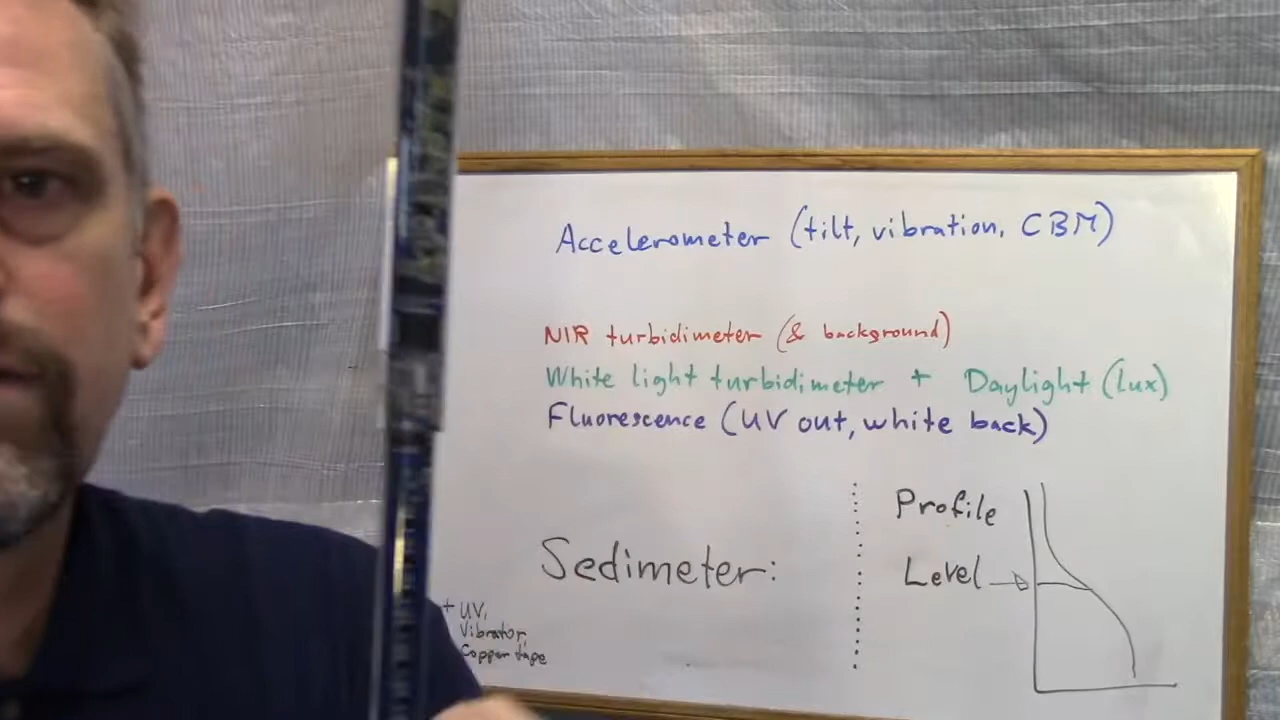 Accelerometer (tilt, vibration, CBM)
NIR turbidimeter (& background)
White light turbidimeter + Daylight (lux)
Fluorescence (UV out, white back)
Profile
Level
Sedimeter:
+ UV,
Vibrator,
Copper tape